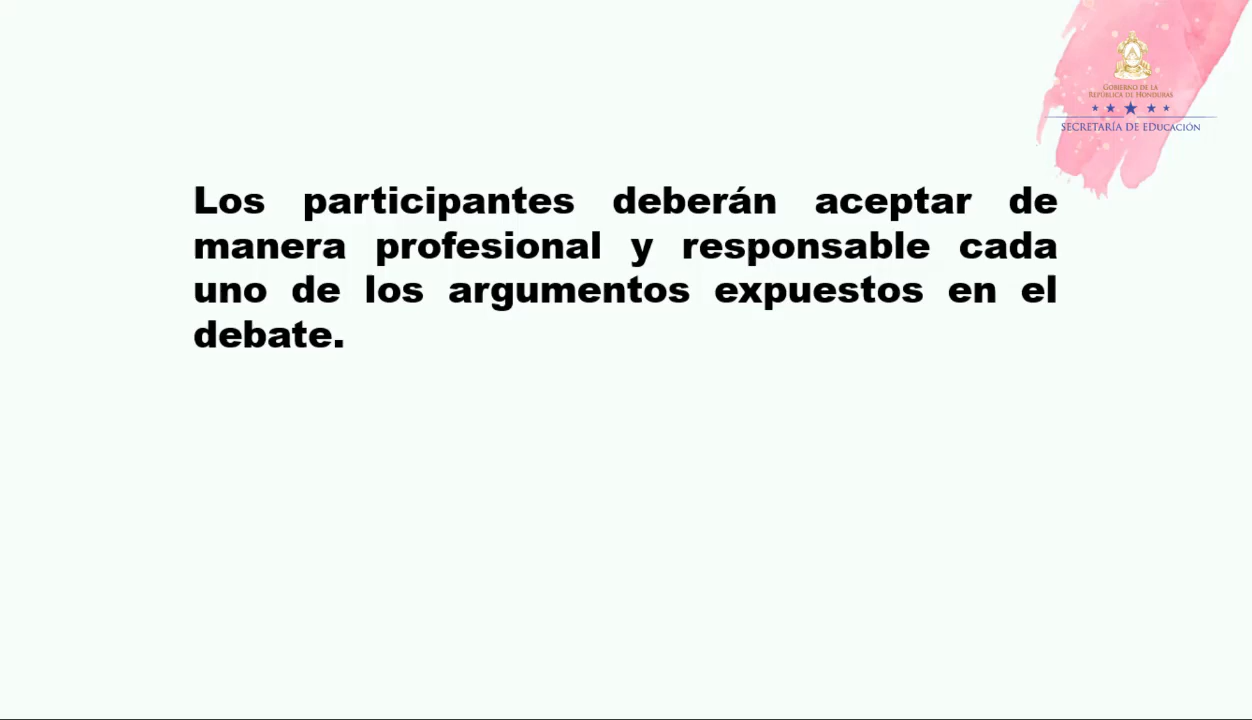 GOBIERNO DE LA
REPÚBLICA DE HONDURAS
SECRETARÍA DE EDUCACIÓN
Los participantes deberán aceptar de
manera profesional y responsable cada
uno de los argumentos expuestos en el
debate.